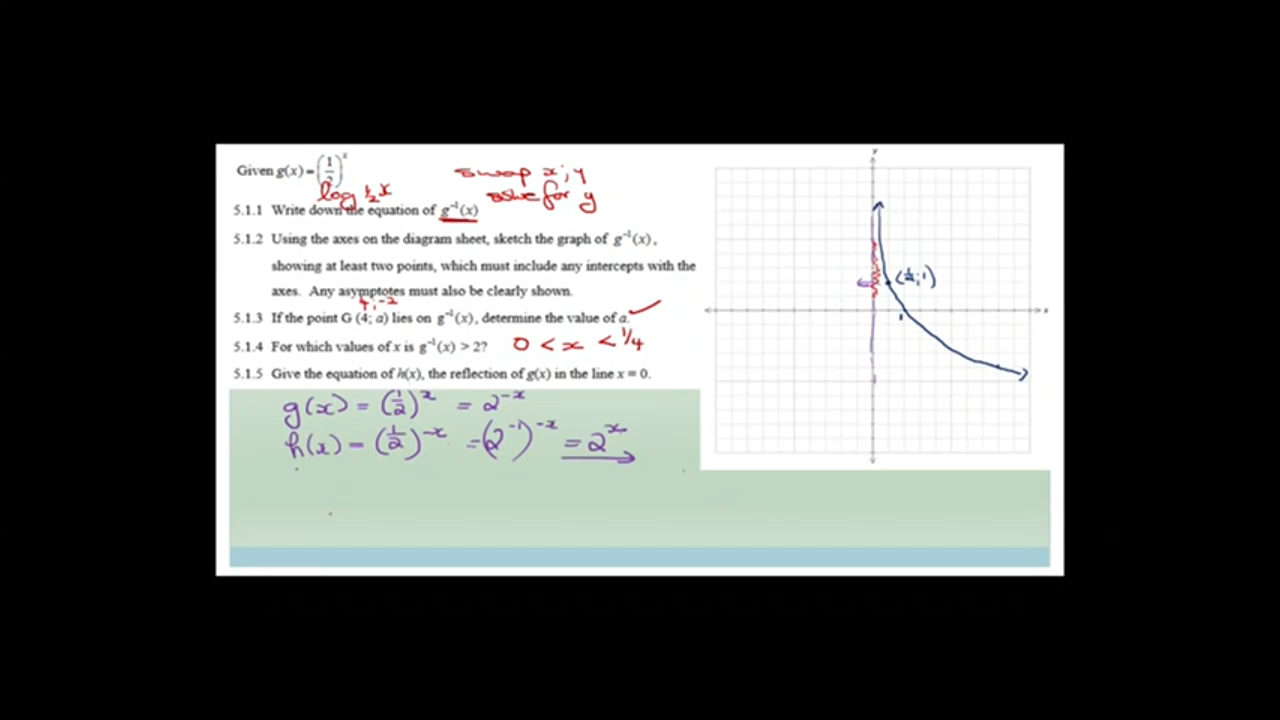 Given g(x) = (1/2)^x
swap x ; y
log 1/2 x
solve for y
5.1.1 Write down the equation of g⁻¹(x)
5.1.2 Using the axes on the diagram sheet, sketch the graph of g⁻¹(x),
showing at least two points, which must include any intercepts with the
axes. Any asymptotes must also be clearly shown.
4 ; -2
5.1.3 If the point G (4; a) lies on g⁻¹(x), determine the value of a.
5.1.4 For which values of x is g⁻¹(x) > 2? 0 < x < 1/4
5.1.5 Give the equation of h(x), the reflection of g(x) in the line x = 0.
g(x) = (1/2)^x = 2^-x
h(x) = (1/2)^-x = (2^-1)^-x = 2^x
y
(1/2 ; 1)
x
1